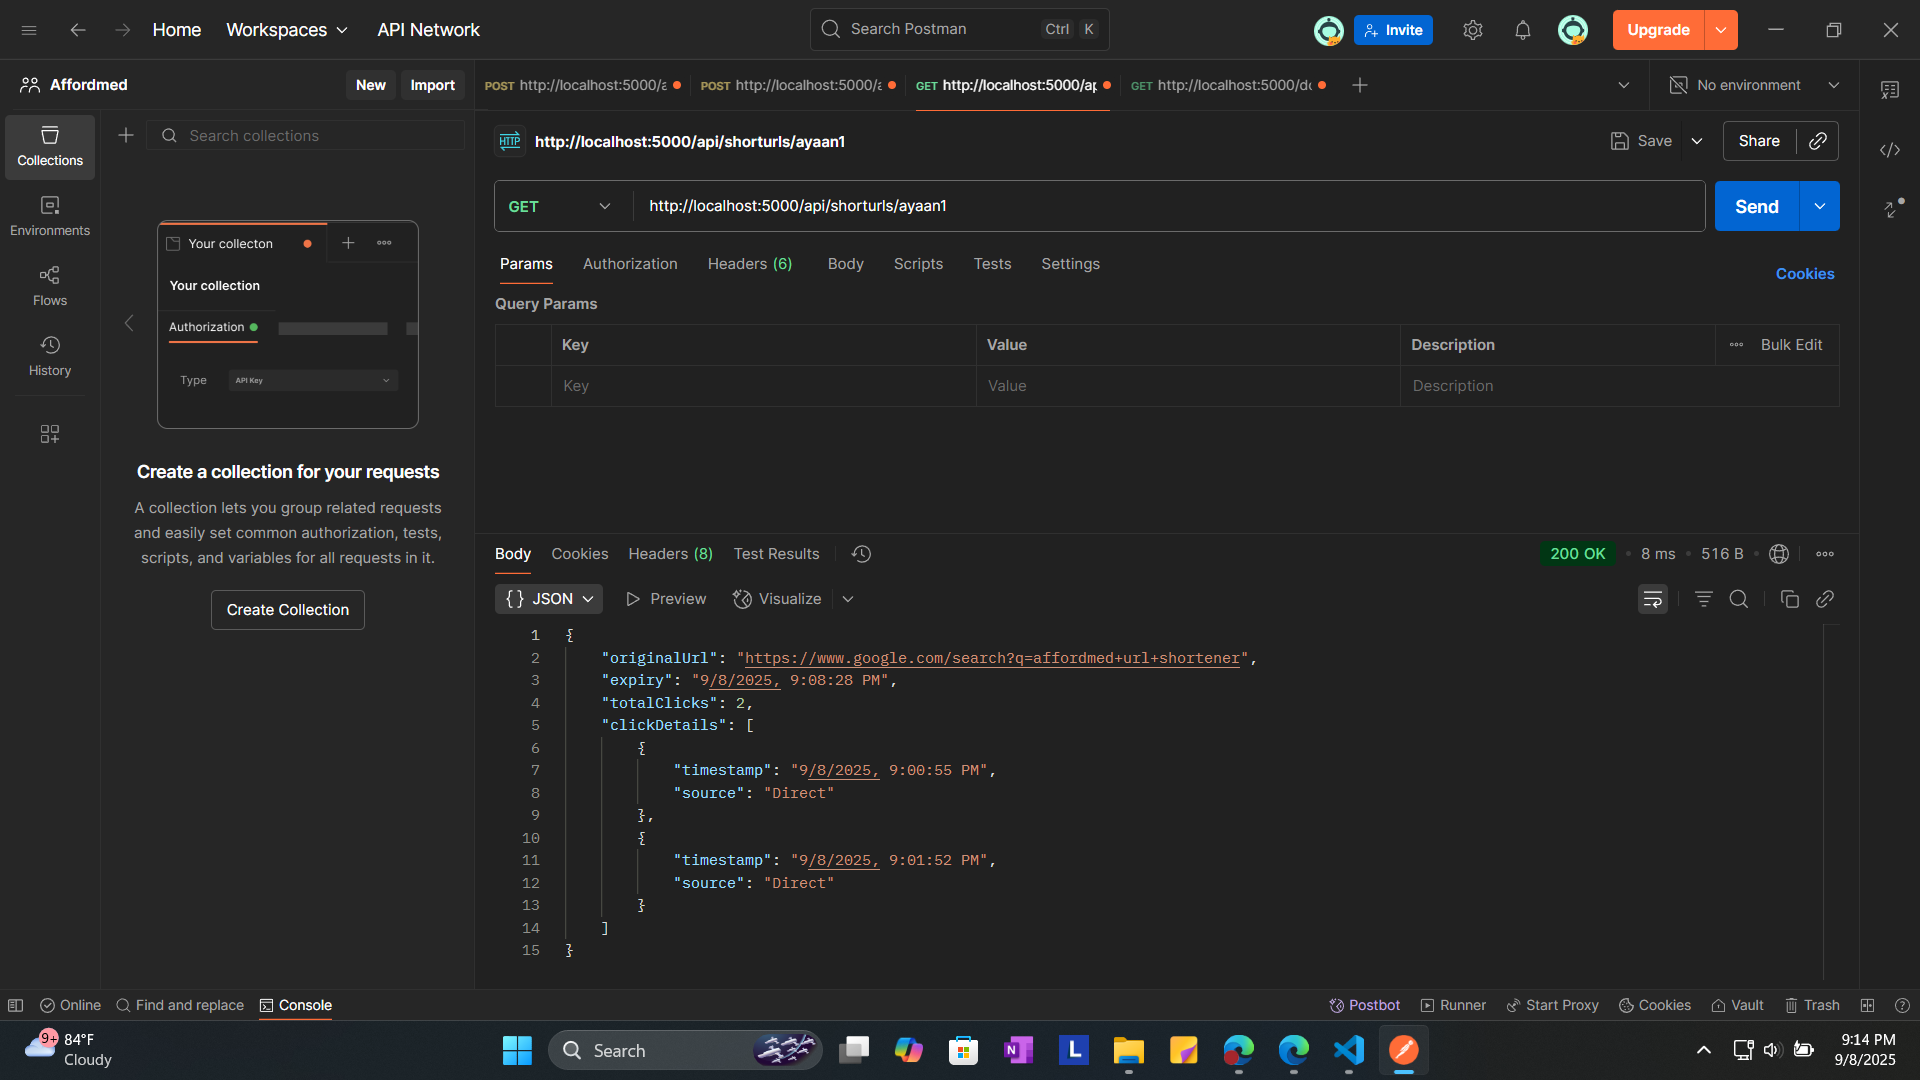 Home Workspaces API Network Search Postman Ctrl K Invite Upgrade
Affordmed New Import
POST http://localhost:5000/a POST http://localhost:5000/a GET http://localhost:5000/ap GET http://localhost:5000/do No environment
Collections
Environments
Flows
History
Search collections
Your collecton
Your collection
Authorization
Type API Key
Create a collection for your requests
A collection lets you group related requests
and easily set common authorization, tests,
scripts, and variables for all requests in it.
Create Collection
HTTP http://localhost:5000/api/shorturls/ayaan1 Save Share
GET http://localhost:5000/api/shorturls/ayaan1 Send
Params Authorization Headers (6) Body Scripts Tests Settings Cookies
Query Params
Key Value Description Bulk Edit
Key Value Description
Body Cookies Headers (8) Test Results 200 OK 8 ms 516 B
{} JSON Preview Visualize
1 {
2 "originalUrl": "https://www.google.com/search?q=affordmed+url+shortener",
3 "expiry": "9/8/2025, 9:08:28 PM",
4 "totalClicks": 2,
5 "clickDetails": [
6 {
7 "timestamp": "9/8/2025, 9:00:55 PM",
8 "source": "Direct"
9 },
10 {
11 "timestamp": "9/8/2025, 9:01:52 PM",
12 "source": "Direct"
13 }
14 ]
15 }
Online Find and replace Console Postbot Runner Start Proxy Cookies Vault Trash
9+ 84°F
Cloudy
Search
N L
9:14 PM
9/8/2025